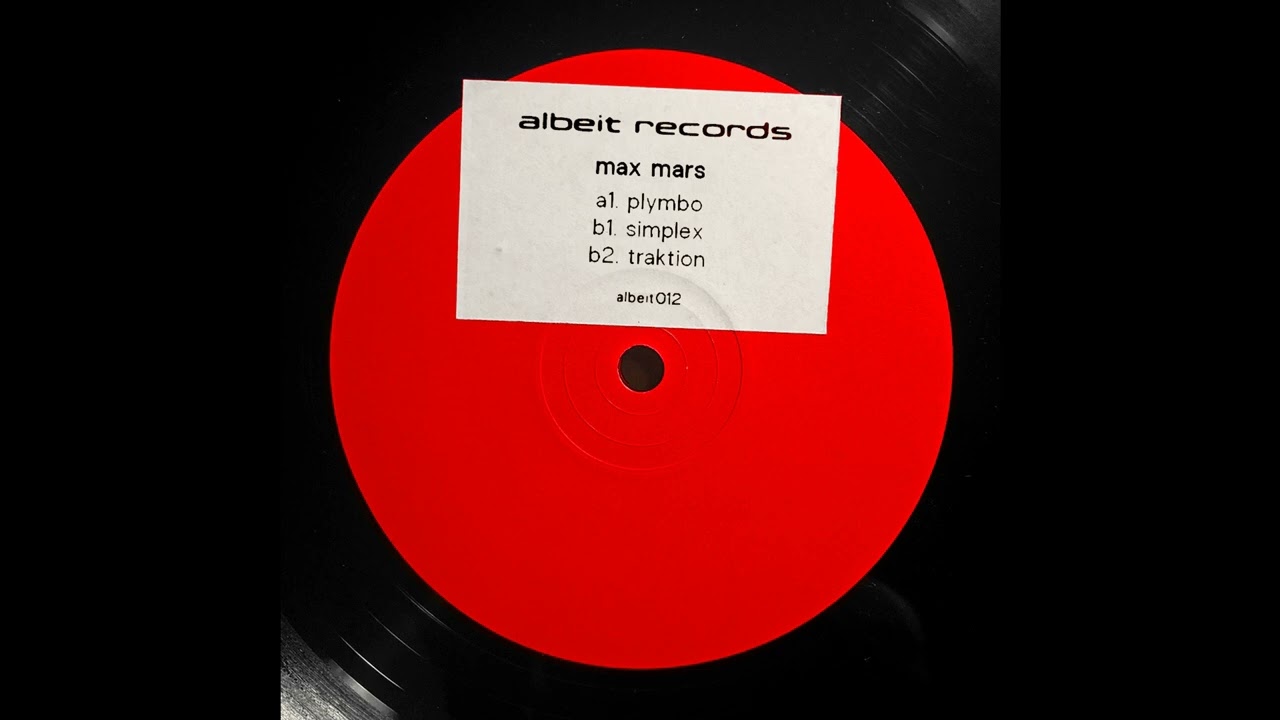 albeit records
max mars
a1. plymbo
b1. simplex
b2. traktion
albeit012